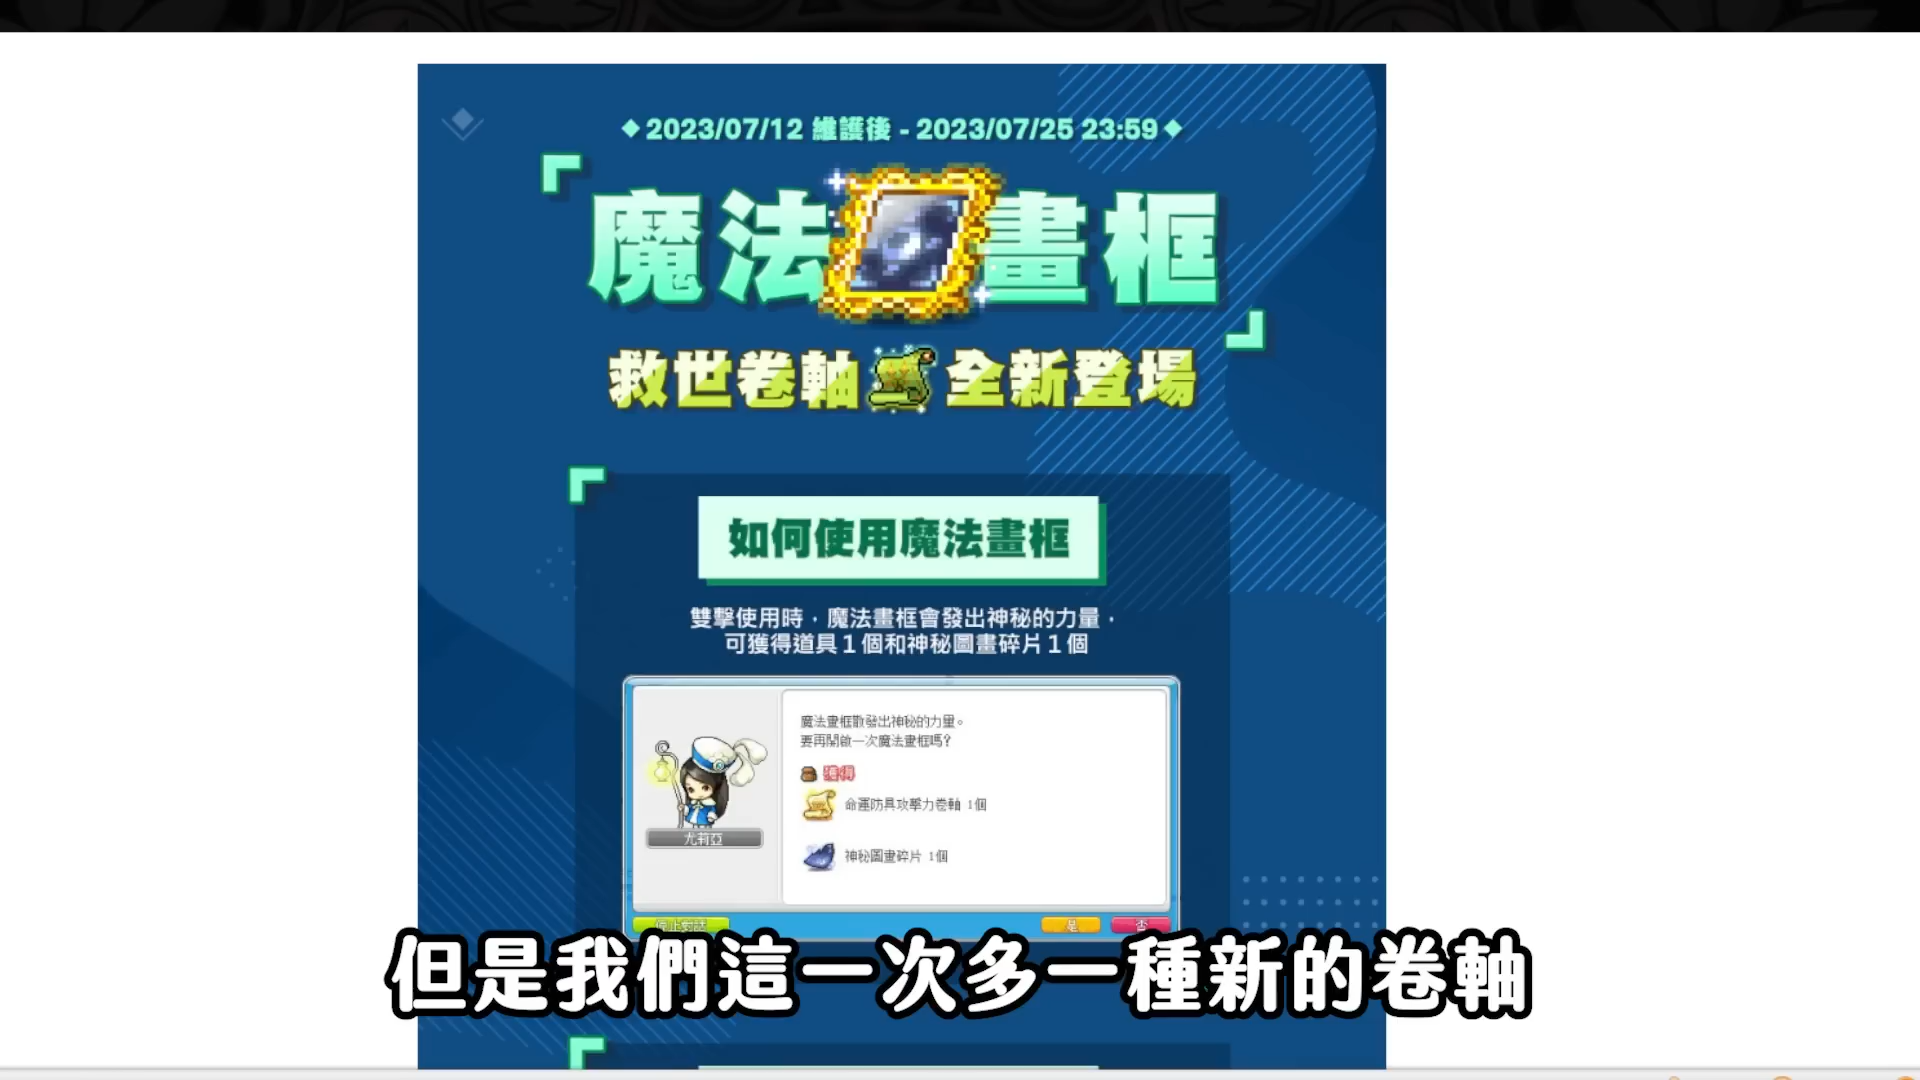 ◆2023/07/12 維護後 - 2023/07/25 23:59◆
魔法畫框
救世卷軸 全新登場
如何使用魔法畫框
雙擊使用時，魔法畫框會發出神秘的力量，
可獲得道具1個和神秘圖畫碎片1個
魔法畫框散發出神秘的力量。
要再開啟一次魔法畫框嗎?
獲得
命運防具攻擊力卷軸 1個
尤莉亞
神秘圖畫碎片 1個
停止對話
是
否
但是我們這一次多一種新的卷軸